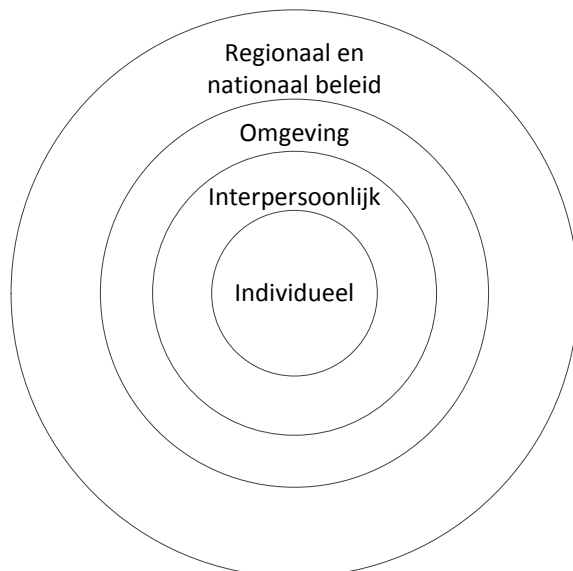 Regionaal en
nationaal beleid
Omgeving
Interpersoonlijk
Individueel